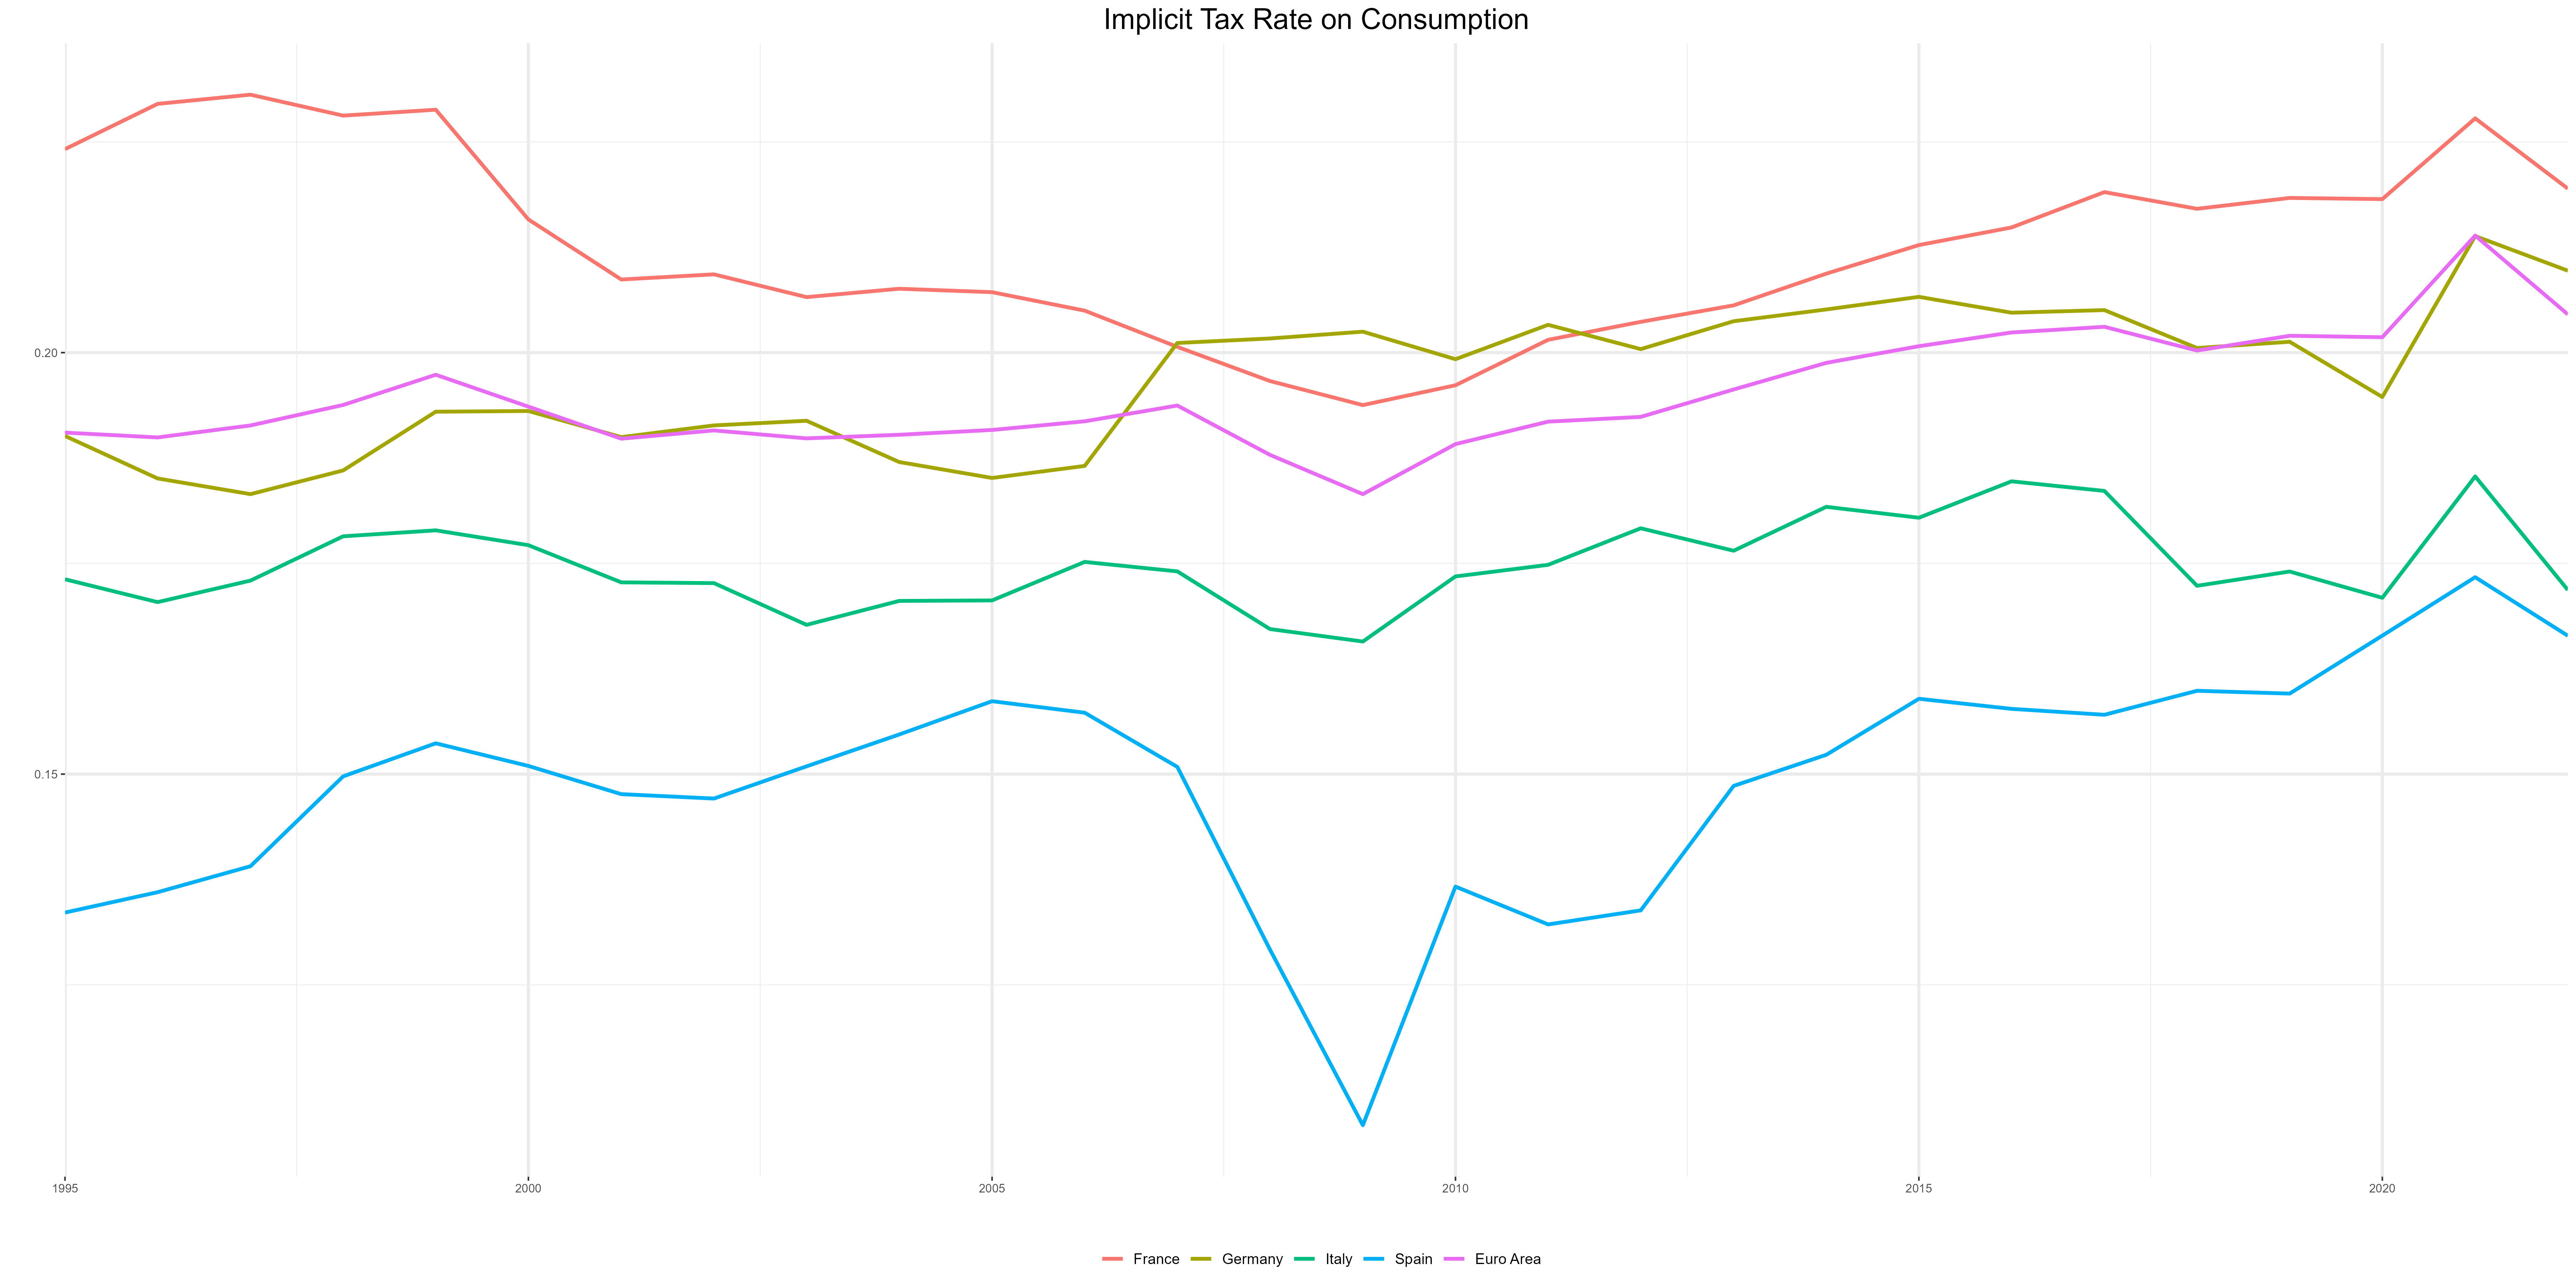 Implicit Tax Rate on Consumption
0.20
0.15
1995 2000 2005 2010 2015 2020
France Germany Italy Spain Euro Area